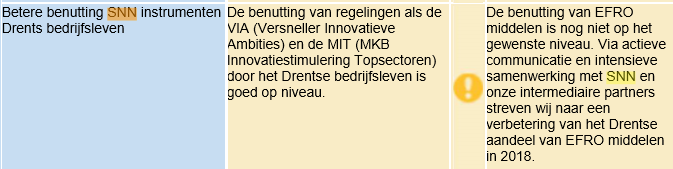 Betere benutting SNN instrumenten
Drents bedrijfsleven
De benutting van regelingen als de
VIA (Versneller Innovatieve
Ambities) en de MIT (MKB
Innovatiestimulering Topsectoren)
door het Drentse bedrijfsleven is
goed op niveau.
De benutting van EFRO
middelen is nog niet op het
gewenste niveau. Via actieve
communicatie en intensieve
samenwerking met SNN en
onze intermediaire partners
streven wij naar een
verbetering van het Drentse
aandeel van EFRO middelen
in 2018.